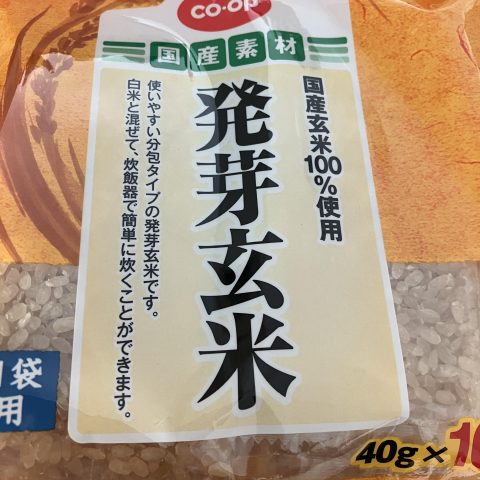 co-op
国産素材
国産玄米100%使用
発芽玄米
使いやすい分包タイプの発芽玄米です。
白米と混ぜて、炊飯器で簡単に炊くことができます。
袋
用
40g×